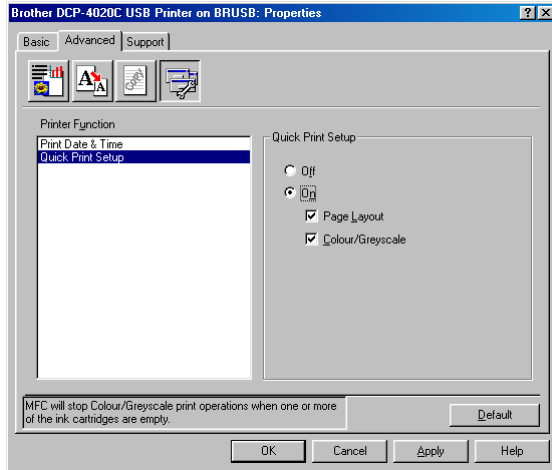 Brother DCP-4020C USB Printer on BRUSB: Properties
Basic Advanced Support
Printer Function
Print Date & Time
Quick Print Setup
Quick Print Setup
Off
On
Page Layout
Colour/Greyscale
MFC will stop Colour/Greyscale print operations when one or more
of the ink cartridges are empty.
Default
OK Cancel Apply Help